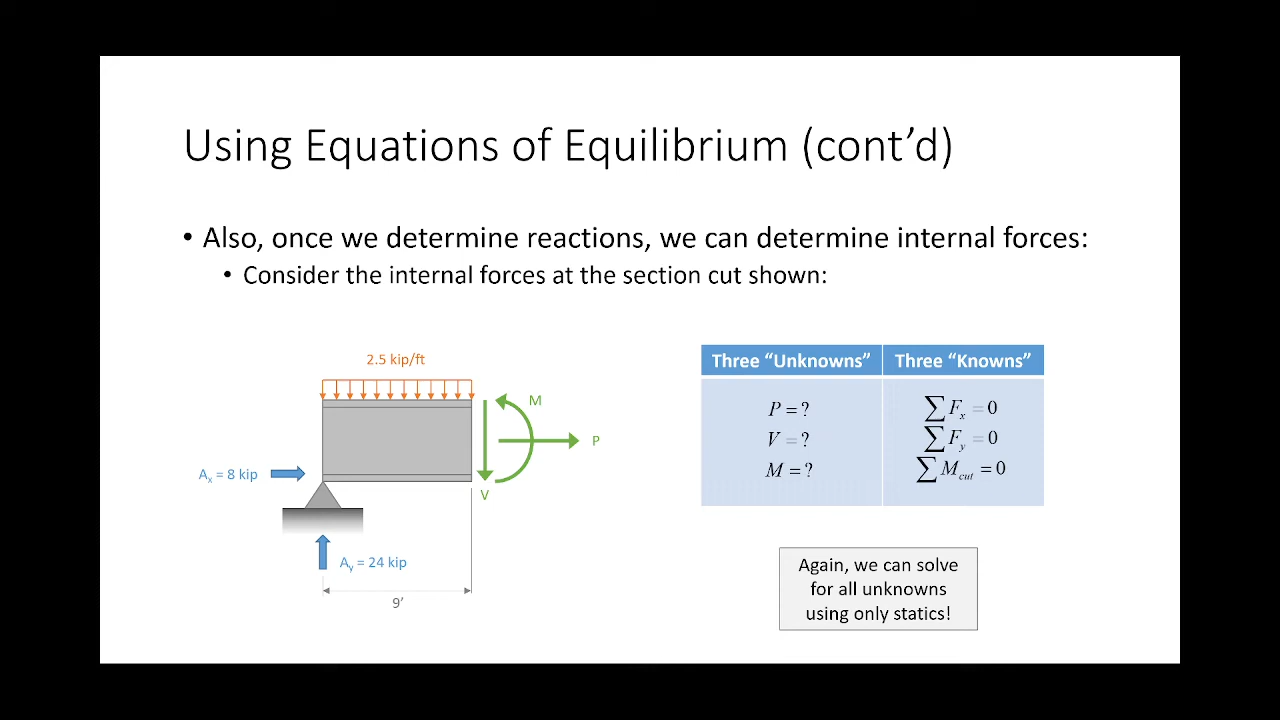 Using Equations of Equilibrium (cont’d)
• Also, once we determine reactions, we can determine internal forces:
• Consider the internal forces at the section cut shown:
2.5 kip/ft
M
P
Aₓ = 8 kip
V
Aᵧ = 24 kip
9’
Three “Unknowns” Three “Knowns”
P = ? ∑ Fₓ = 0
V = ? ∑ Fᵧ = 0
M = ? ∑ M_cut = 0
Again, we can solve
for all unknowns
using only statics!